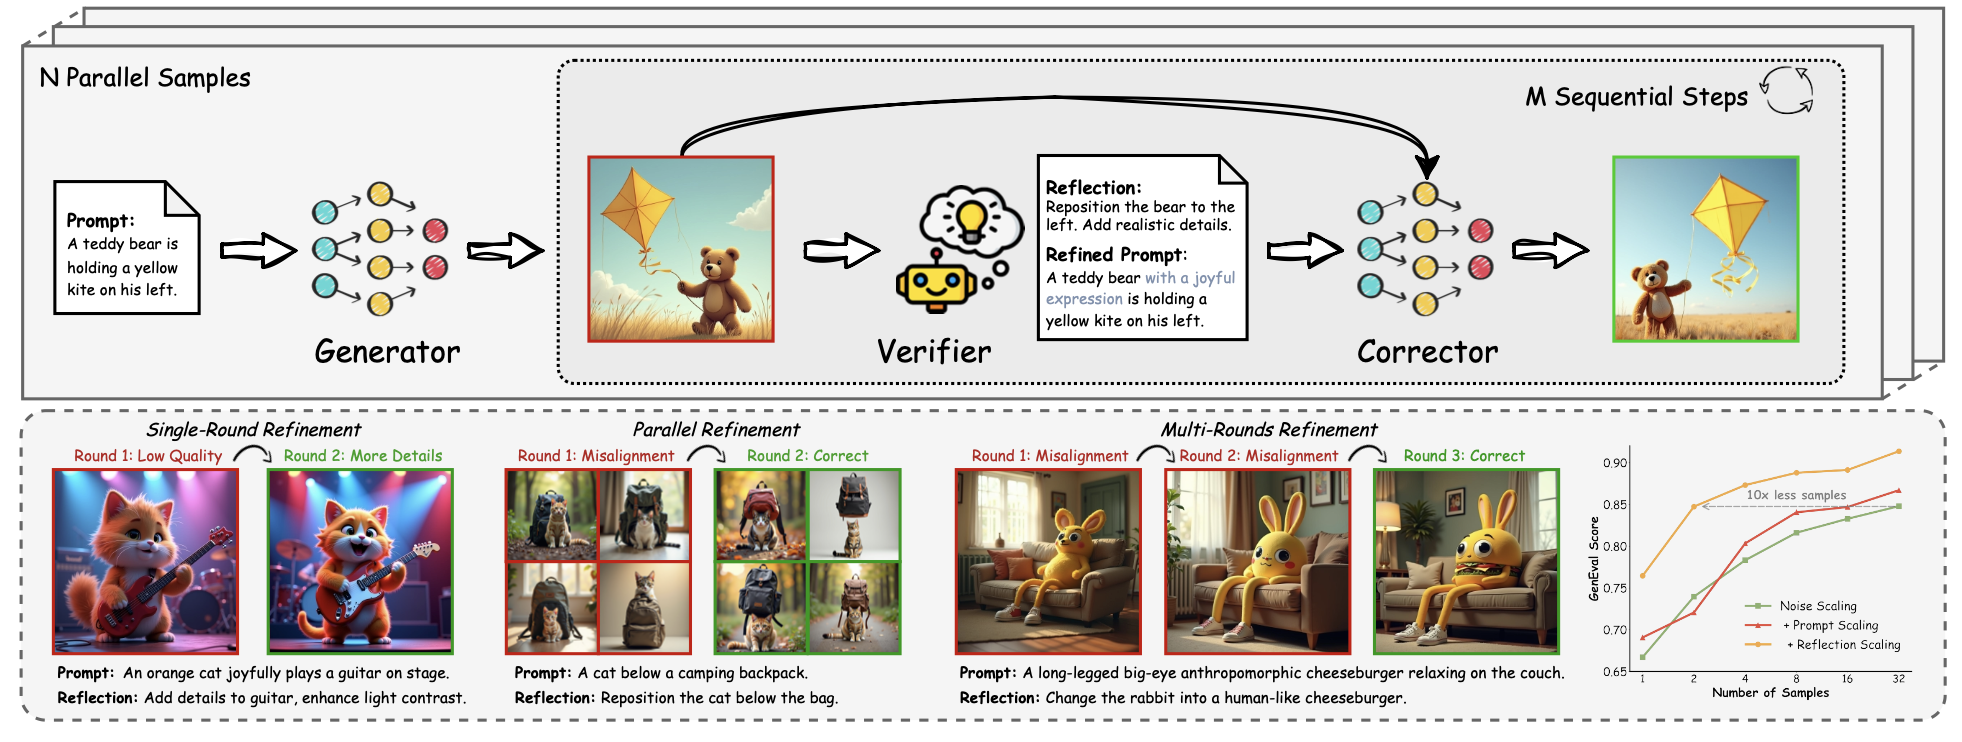 N Parallel Samples
M Sequential Steps
Prompt:
A teddy bear is
holding a yellow
kite on his left.
Generator
Verifier
Reflection:
Reposition the bear to the
left. Add realistic details.
Refined Prompt:
A teddy bear with a joyful
expression is holding a
yellow kite on his left.
Corrector
Single-Round Refinement
Round 1: Low Quality
Round 2: More Details
Prompt: An orange cat joyfully plays a guitar on stage.
Reflection: Add details to guitar, enhance light contrast.
Parallel Refinement
Round 1: Misalignment
Round 2: Correct
Prompt: A cat below a camping backpack.
Reflection: Reposition the cat below the bag.
Multi-Rounds Refinement
Round 1: Misalignment
Round 2: Misalignment
Round 3: Correct
Prompt: A long-legged big-eye anthropomorphic cheeseburger relaxing on the couch.
Reflection: Change the rabbit into a human-like cheeseburger.
GenEval Score
0.90
0.85
0.80
0.75
0.70
0.65
10x less samples
Noise Scaling
+ Prompt Scaling
+ Reflection Scaling
1 2 4 8 16 32
Number of Samples